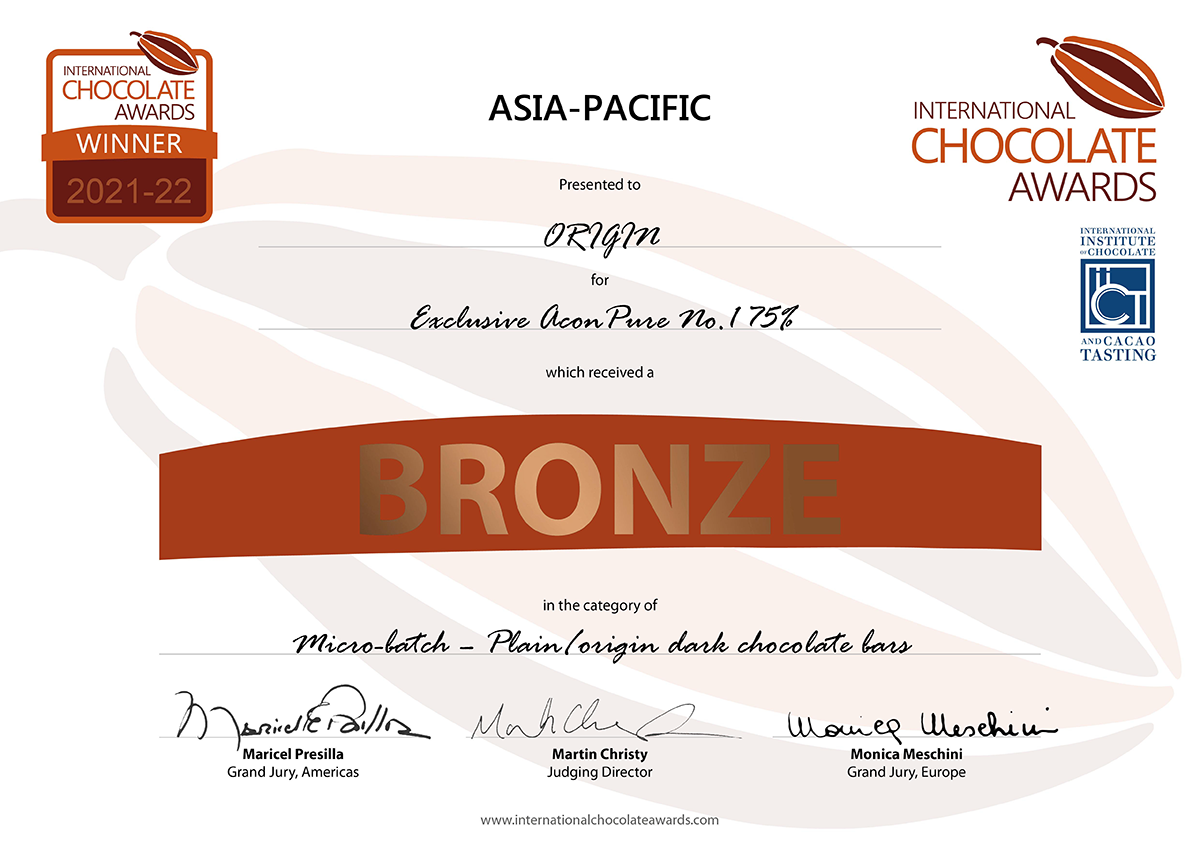 INTERNATIONAL
CHOCOLATE
AWARDS
WINNER
2021-22
ASIA-PACIFIC
INTERNATIONAL
CHOCOLATE
AWARDS
INTERNATIONAL
INSTITUTE
OF CHOCOLATE
IICT
AND CACAO
TASTING
Presented to
ORIGIN
for
Exclusive Acon Pure No.1 75%
which received a
BRONZE
in the category of
Micro-batch – Plain/origin dark chocolate bars
Maricel E Presilla
Martin Christy
Monica Meschini
Maricel Presilla
Grand Jury, Americas
Martin Christy
Judging Director
Monica Meschini
Grand Jury, Europe
www.internationalchocolateawards.com